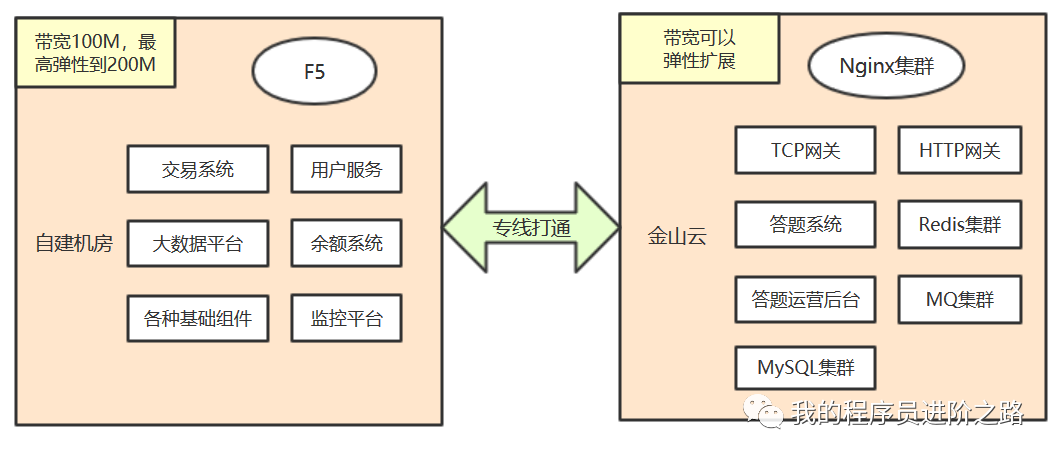 带宽100M，最
高弹性到200M
F5
交易系统
用户服务
自建机房
大数据平台
余额系统
各种基础组件
监控平台
专线打通
带宽可以
弹性扩展
Nginx集群
TCP网关
HTTP网关
金山云
答题系统
Redis集群
答题运营后台
MQ集群
MySQL集群
我的程序员进阶之路